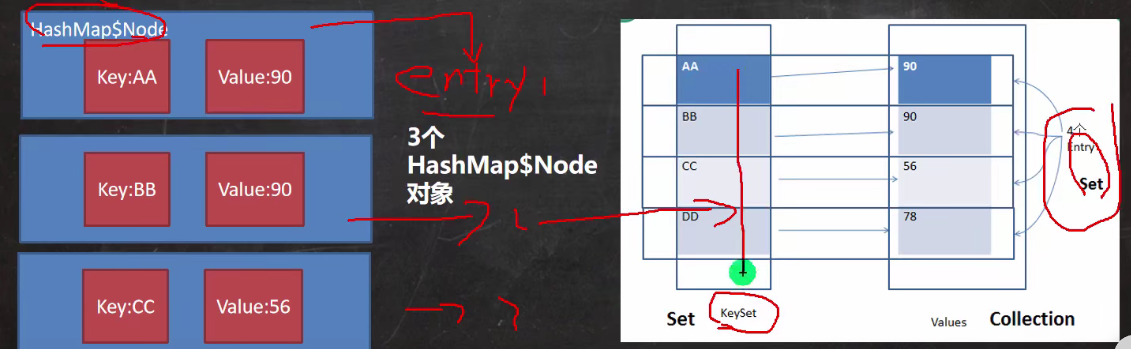 HashMap$Node
Key:AA
Value:90
entry1
Key:BB
Value:90
3个
HashMap$Node
对象
Key:CC
Value:56
AA
90
BB
90
CC
56
DD
78
4个
Entry
Set
Set
KeySet
Values
Collection